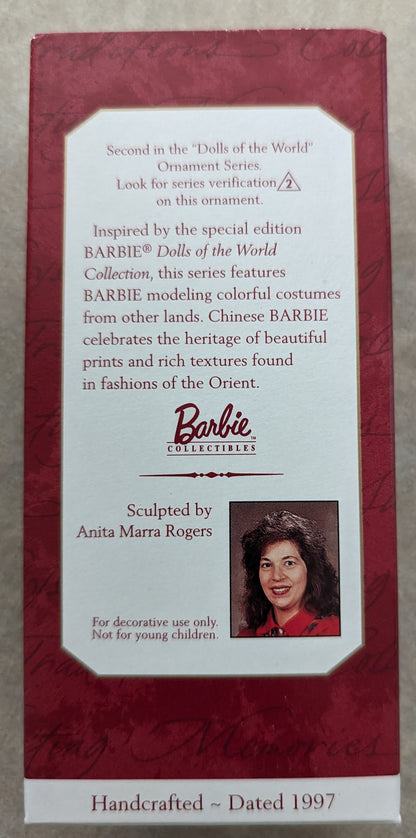 Second in the "Dolls of the World"
Ornament Series.
Look for series verification 2
on this ornament.
Inspired by the special edition
BARBIE® Dolls of the World
Collection, this series features
BARBIE modeling colorful costumes
from other lands. Chinese BARBIE
celebrates the heritage of beautiful
prints and rich textures found
in fashions of the Orient.
Barbie™
COLLECTIBLES
Sculpted by
Anita Marra Rogers
For decorative use only.
Not for young children.
Memories
Handcrafted ~ Dated 1997